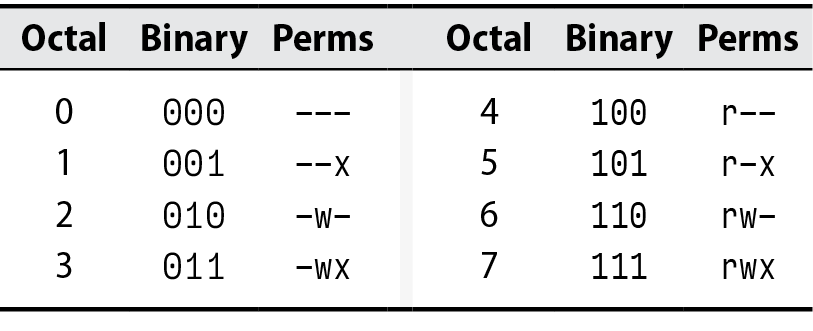 Octal Binary Perms Octal Binary Perms
0 000 --- 4 100 r--
1 001 --x 5 101 r-x
2 010 -w- 6 110 rw-
3 011 -wx 7 111 rwx